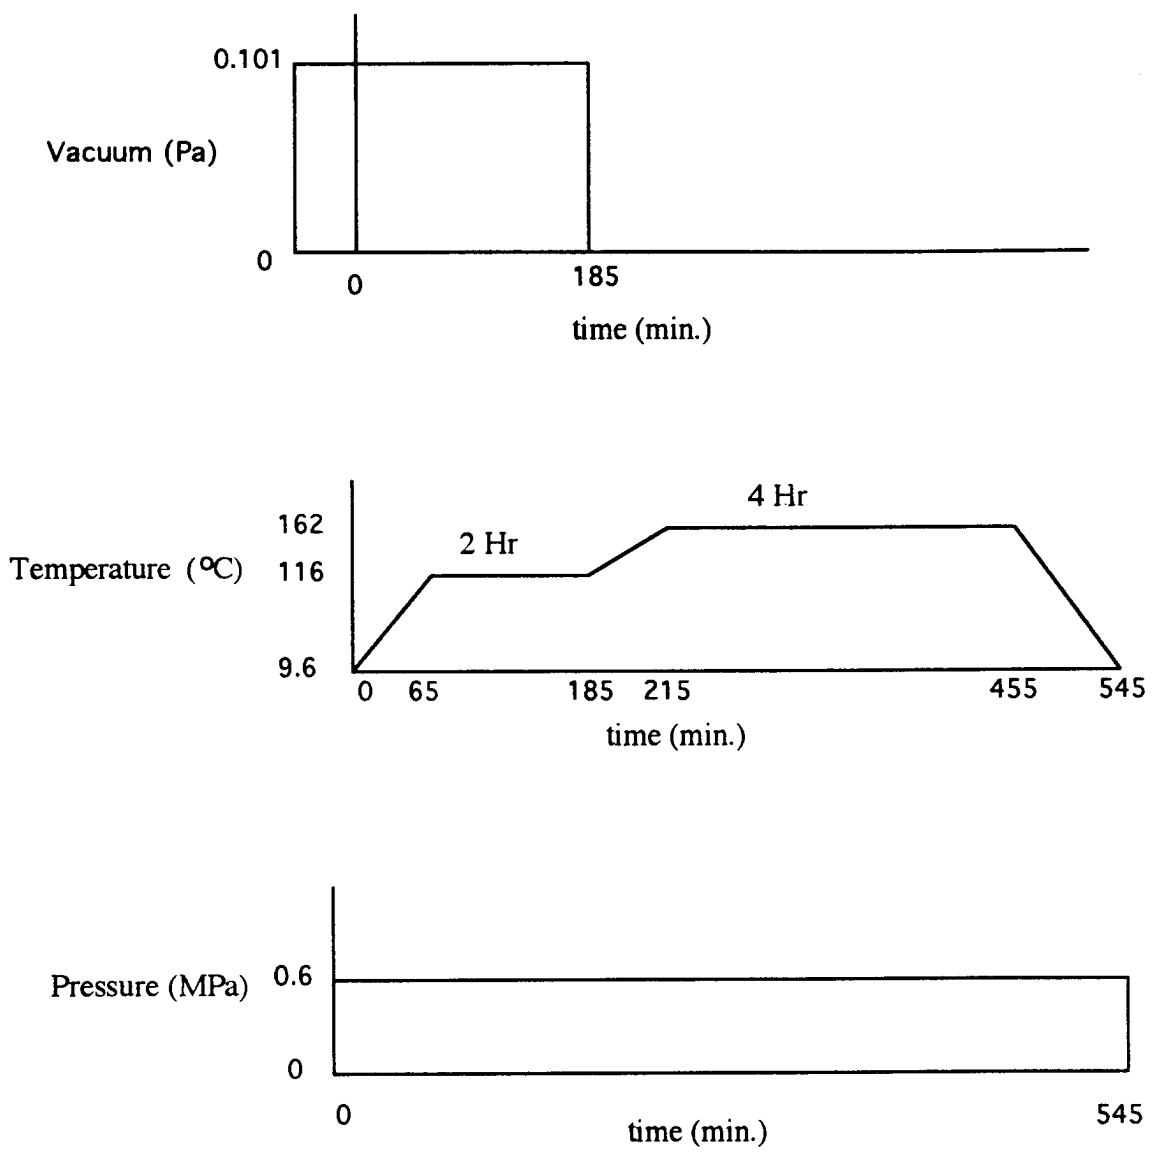 0.101
Vacuum (Pa)
0
0
185
time (min.)
4 Hr
162
2 Hr
Temperature (°C)
116
9.6
0 65 185 215 455 545
time (min.)
0.6
Pressure (MPa)
0
0
545
time (min.)